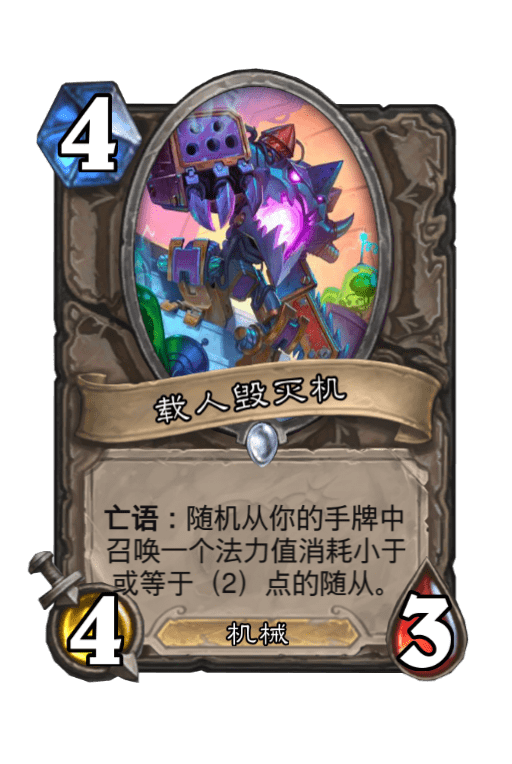 4
载人毁灭机
亡语：随机从你的手牌中
召唤一个法力值消耗小于
或等于（2）点的随从。
4
机械
3